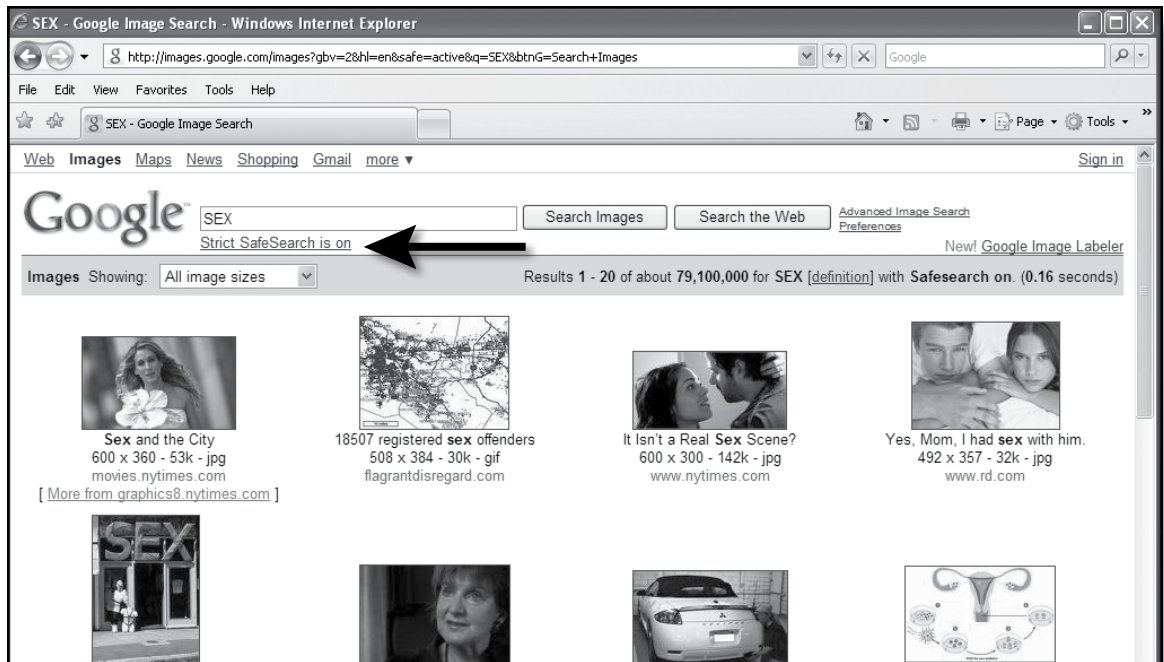 SEX - Google Image Search - Windows Internet Explorer
http://images.google.com/images?gbv=2&hl=en&safe=active&q=SEX&btnG=Search+Images
Google
File Edit View Favorites Tools Help
SEX - Google Image Search
Page Tools
Web Images Maps News Shopping Gmail more ▼
Sign in
Google™
SEX
Search Images
Search the Web
Advanced Image Search
Preferences
Strict SafeSearch is on
New! Google Image Labeler
Images Showing: All image sizes
Results 1 - 20 of about 79,100,000 for SEX [definition] with Safesearch on. (0.16 seconds)
Sex and the City
600 x 360 - 53k - jpg
movies.nytimes.com
[ More from graphics8.nytimes.com ]
18507 registered sex offenders
508 x 384 - 30k - gif
flagrantdisregard.com
It Isn't a Real Sex Scene?
600 x 300 - 142k - jpg
www.nytimes.com
Yes, Mom, I had sex with him.
492 x 357 - 32k - jpg
www.rd.com
SEX